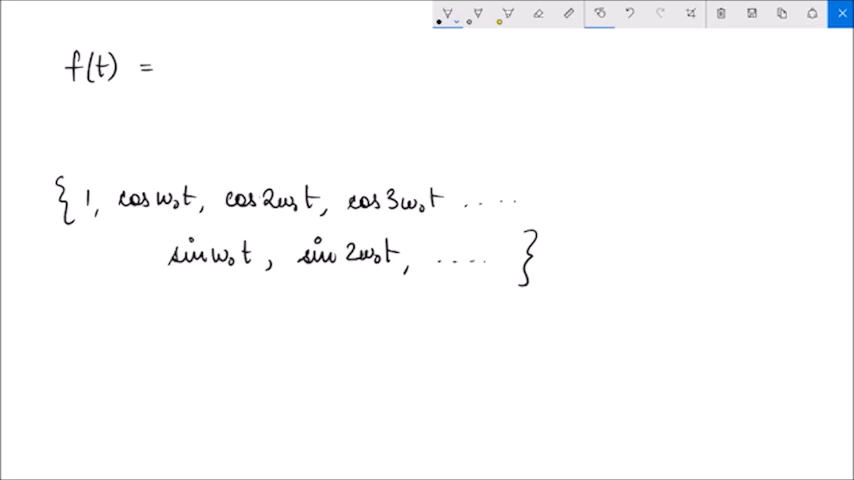 f(t) =
{ 1, cos ω₀t, cos 2ω₀t, cos 3ω₀t ....
sin ω₀t, sin 2ω₀t, .... }